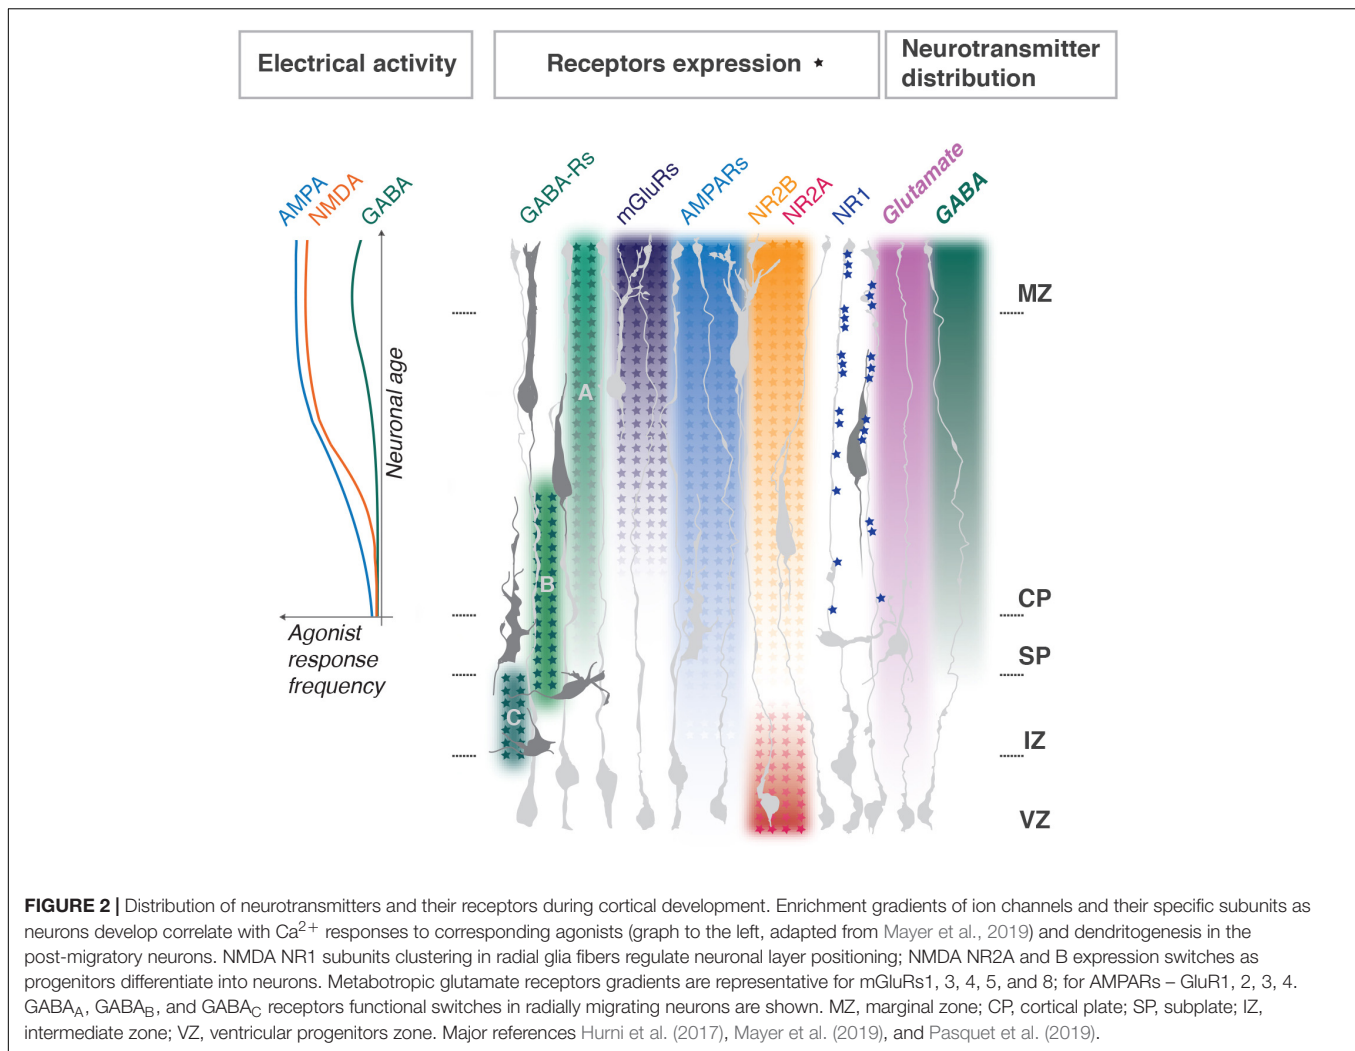 Electrical activity
Receptors expression ★
Neurotransmitter
distribution
AMPA
NMDA
GABA
GABA-Rs
mGluRs
AMPARs
NR2B
NR2A
NR1
Glutamate
GABA
Neuronal age
Agonist
response
frequency
A
B
C
MZ
CP
SP
IZ
VZ
FIGURE 2 | Distribution of neurotransmitters and their receptors during cortical development. Enrichment gradients of ion channels and their specific subunits as
neurons develop correlate with Ca2+ responses to corresponding agonists (graph to the left, adapted from Mayer et al., 2019) and dendritogenesis in the
post-migratory neurons. NMDA NR1 subunits clustering in radial glia fibers regulate neuronal layer positioning; NMDA NR2A and B expression switches as
progenitors differentiate into neurons. Metabotropic glutamate receptors gradients are representative for mGluRs1, 3, 4, 5, and 8; for AMPARs – GluR1, 2, 3, 4.
GABAA, GABAB, and GABAC receptors functional switches in radially migrating neurons are shown. MZ, marginal zone; CP, cortical plate; SP, subplate; IZ,
intermediate zone; VZ, ventricular progenitors zone. Major references Hurni et al. (2017), Mayer et al. (2019), and Pasquet et al. (2019).